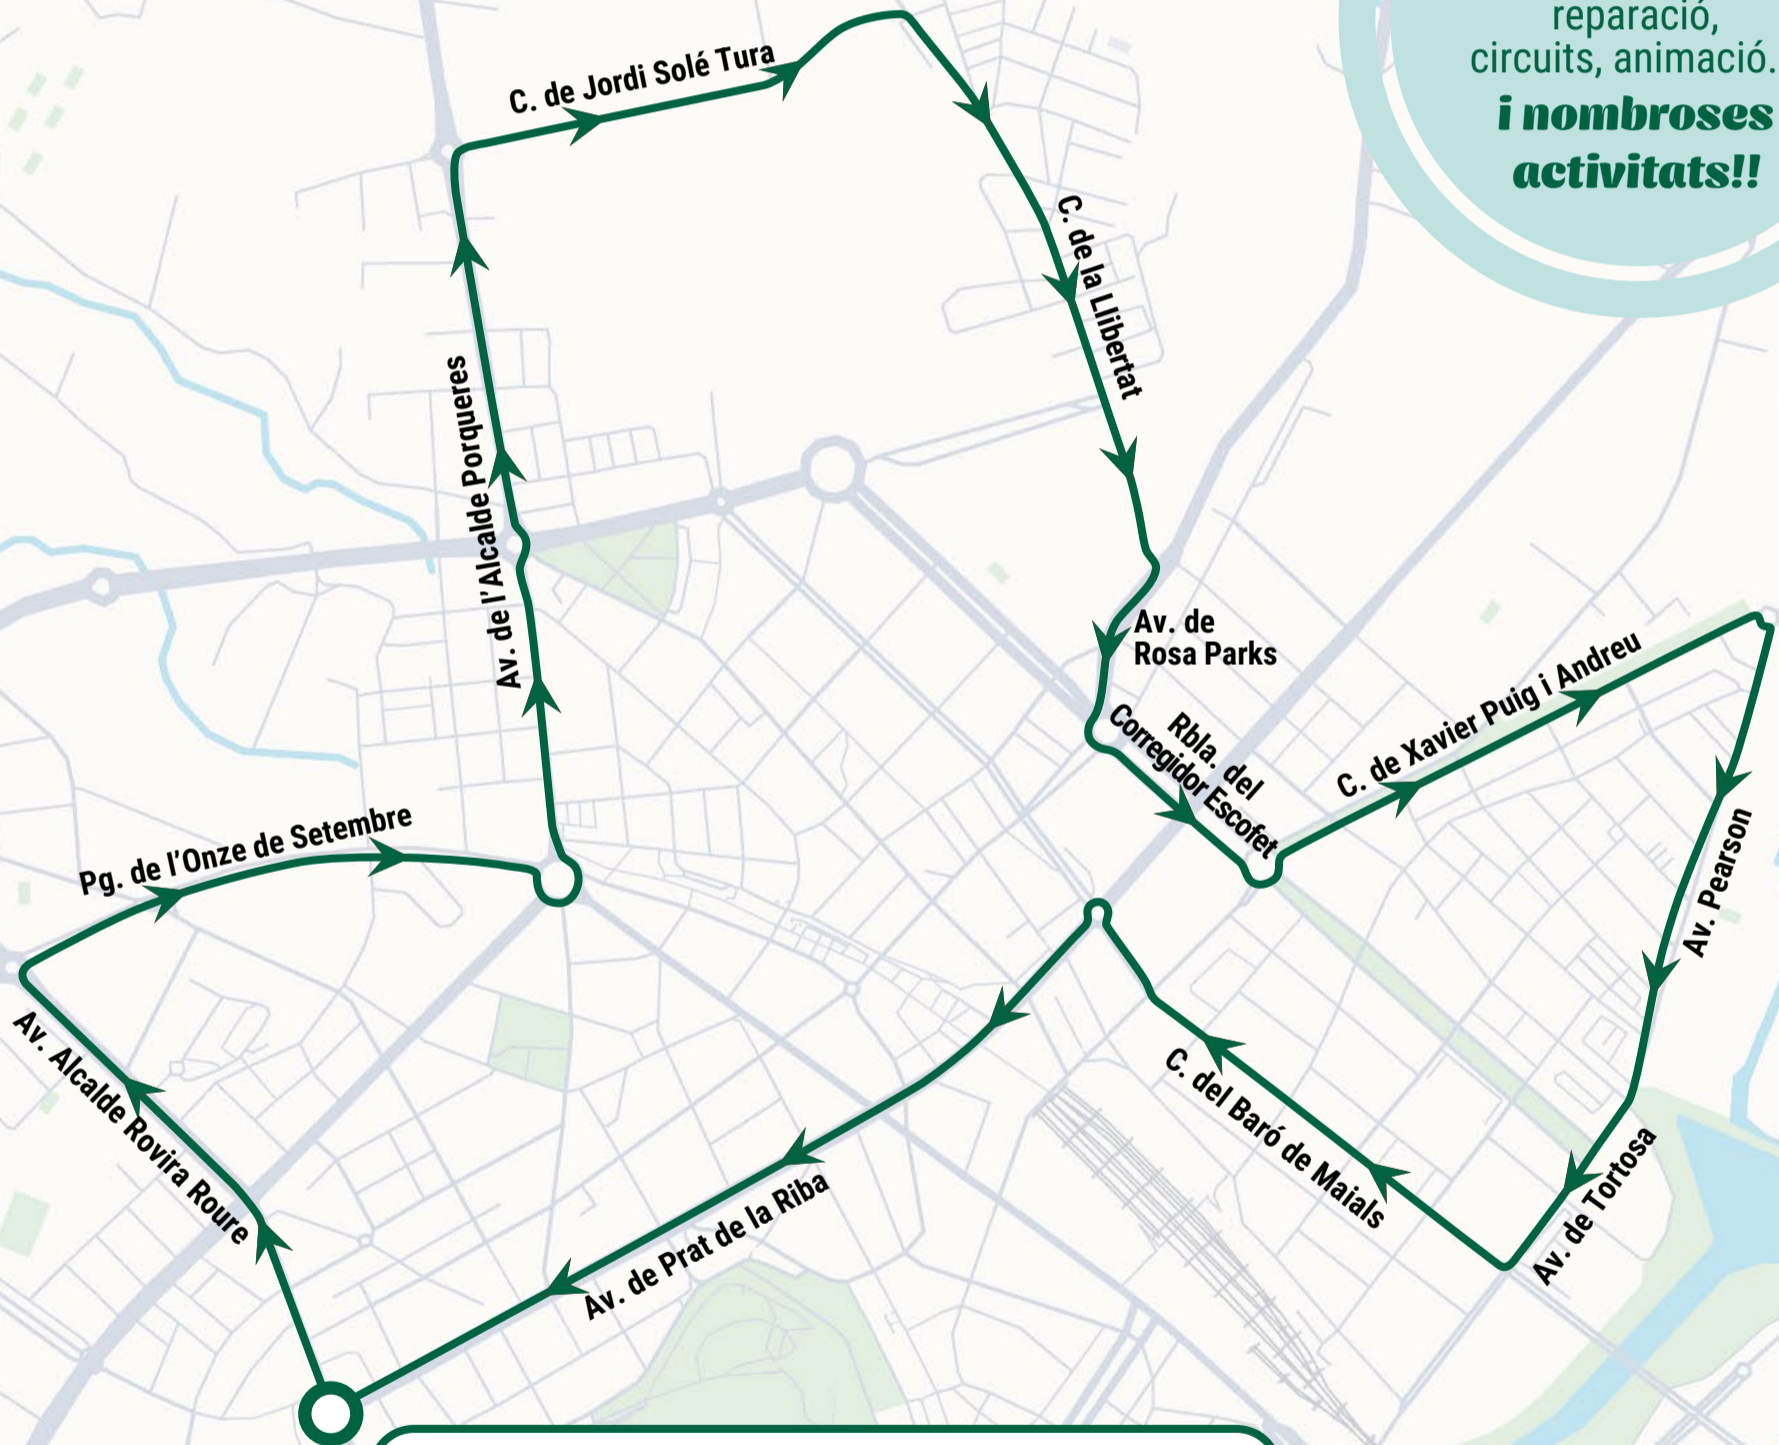 reparació,
circuits, animació.
i nombroses
activitats!!
C. de Jordi Solé Tura
C. de la Llibertat
Av. de l'Alcalde Porqueres
Av. de
Rosa Parks
Rbla. del
Corregidor Escofet
C. de Xavier Puig i Andreu
Pg. de l'Onze de Setembre
Av. Pearson
Av. Alcalde Rovira Roure
C. del Baró de Maials
Av. de Tortosa
Av. de Prat de la Riba